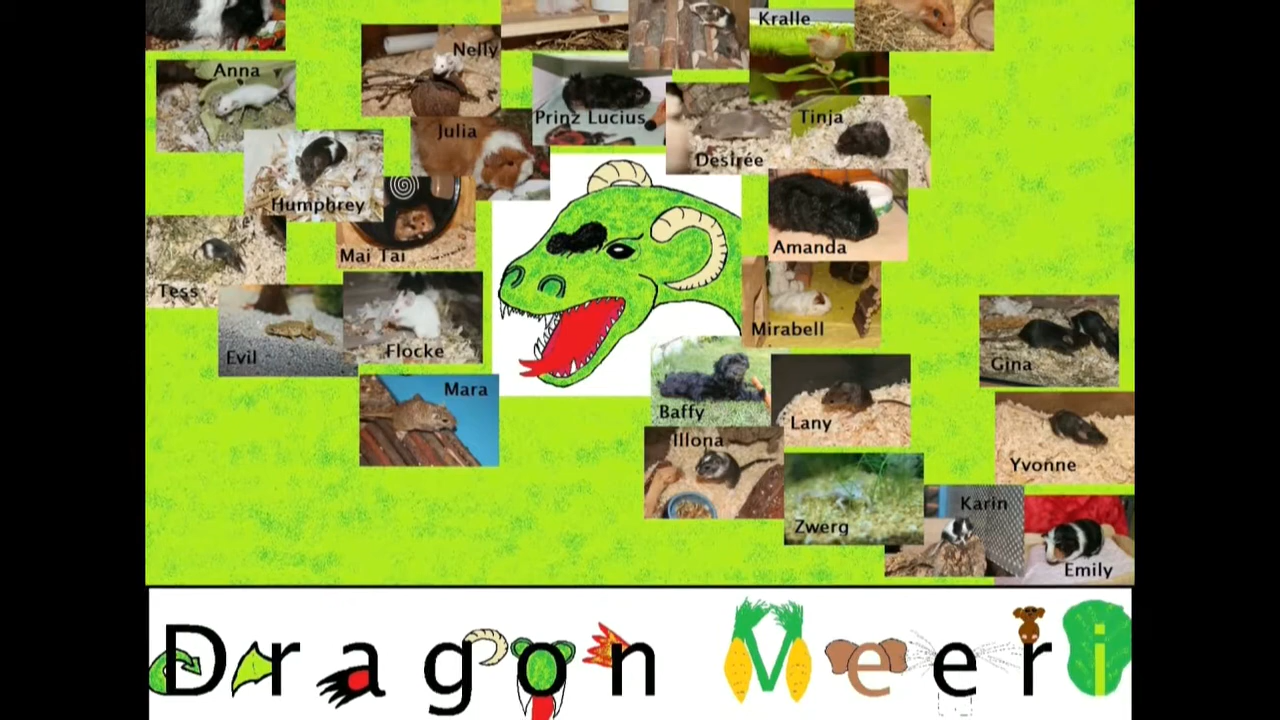 Kralle
Nelly
Anna
Prinz Lucius
Tinja
Julia
Desirée
Humphrey
Amanda
Mai Tai
Tess
Mirabell
Evil
Flocke
Gina
Mara
Baffy
Lany
Illona
Yvonne
Karin
Zwerg
Emily
Dragon Meeri